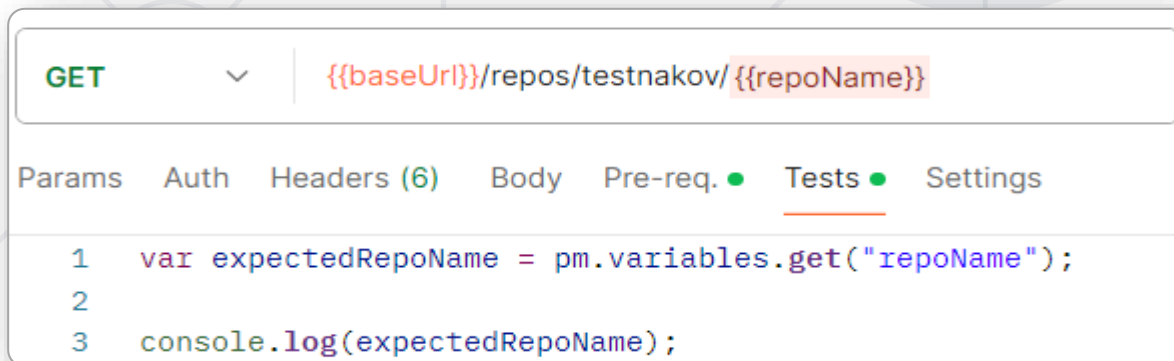 GET {{baseUrl}}/repos/testnakov/{{repoName}}
Params Auth Headers (6) Body Pre-req. Tests Settings
1 var expectedRepoName = pm.variables.get("repoName");
2
3 console.log(expectedRepoName);